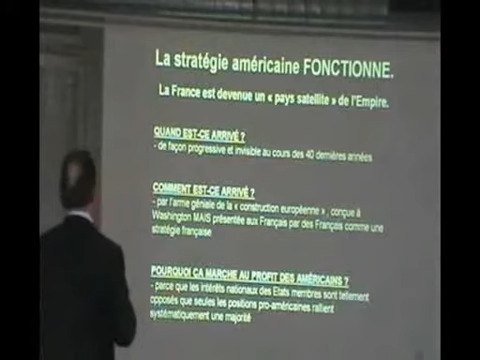 La stratégie américaine FONCTIONNE.
La France est devenue un « pays satellite » de l'Empire.
QUAND EST-CE ARRIVÉ ?
- de façon progressive et invisible au cours des 40 dernières années
COMMENT EST-CE ARRIVÉ ?
- par l'arme géniale de la « construction européenne » , conçue à
Washington MAIS présentée aux Français par des Français comme une
stratégie française
POURQUOI CA MARCHE AU PROFIT DES AMÉRICAINS ?
- parce que les intérêts nationaux des Etats membres sont tellement
opposés que seules les positions pro-américaines rallient
systématiquement une majorité